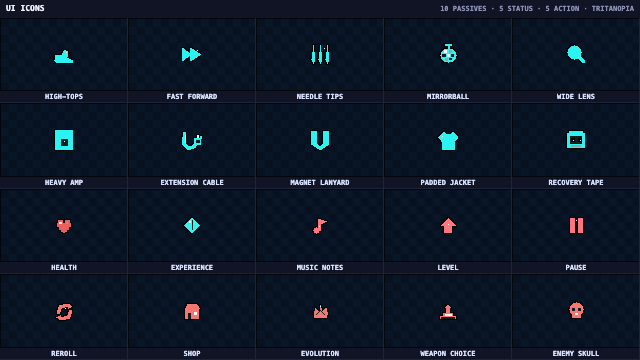 UI ICONS
10 PASSIVES · 5 STATUS · 5 ACTION · TRITANOPIA
HIGH-TOPS
FAST FORWARD
NEEDLE TIPS
MIRRORBALL
WIDE LENS
HEAVY AMP
EXTENSION CABLE
MAGNET LANYARD
PADDED JACKET
RECOVERY TAPE
HEALTH
EXPERIENCE
MUSIC NOTES
LEVEL
PAUSE
REROLL
SHOP
EVOLUTION
WEAPON CHOICE
ENEMY SKULL